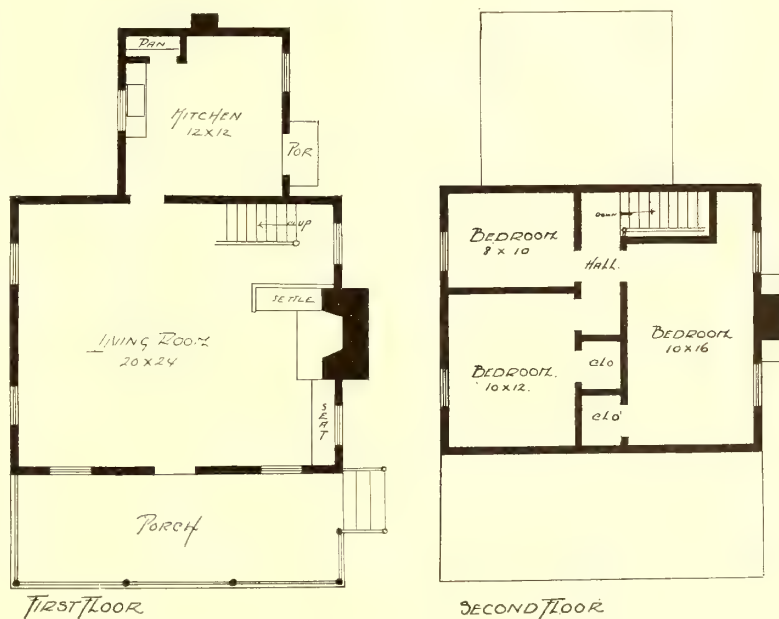 PAN
KITCHEN
12X12
POR
UP
SETTLE
LIVING ROOM
20X24
SEAT
PORCH
FIRST FLOOR
DOWN
BEDROOM
8 X 10
HALL.
BEDROOM
10X16
BEDROOM.
10X12.
CLO
CLO
SECOND FLOOR